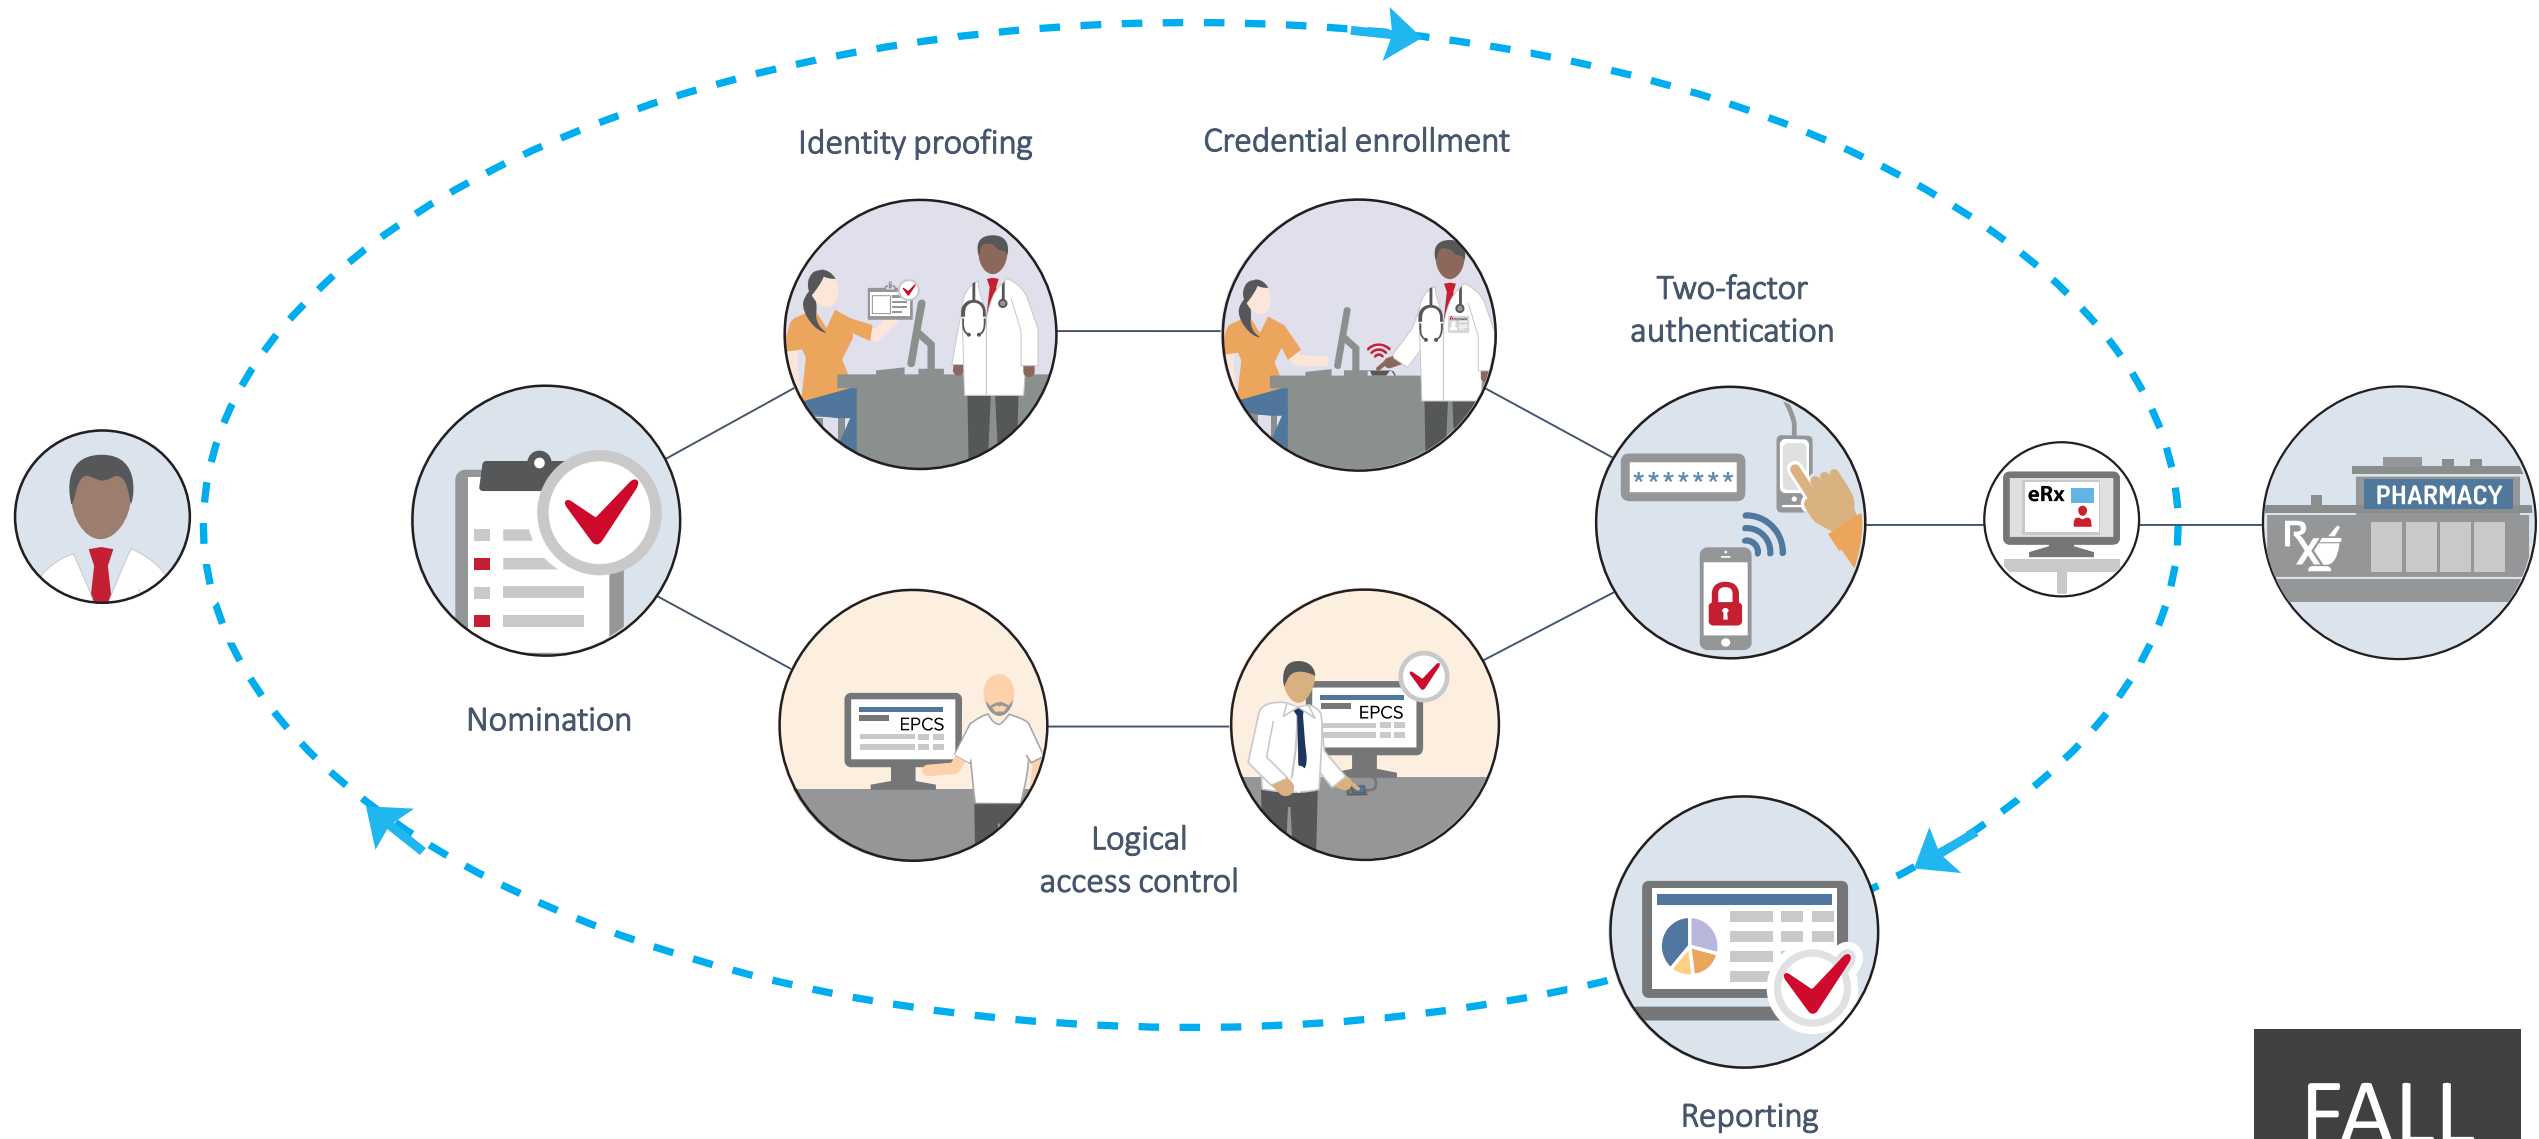 Identity proofing
Credential enrollment
Two-factor
authentication
*******
eRx
PHARMACY
Rx
Nomination
EPCS
EPCS
Logical
access control
Reporting
FALL